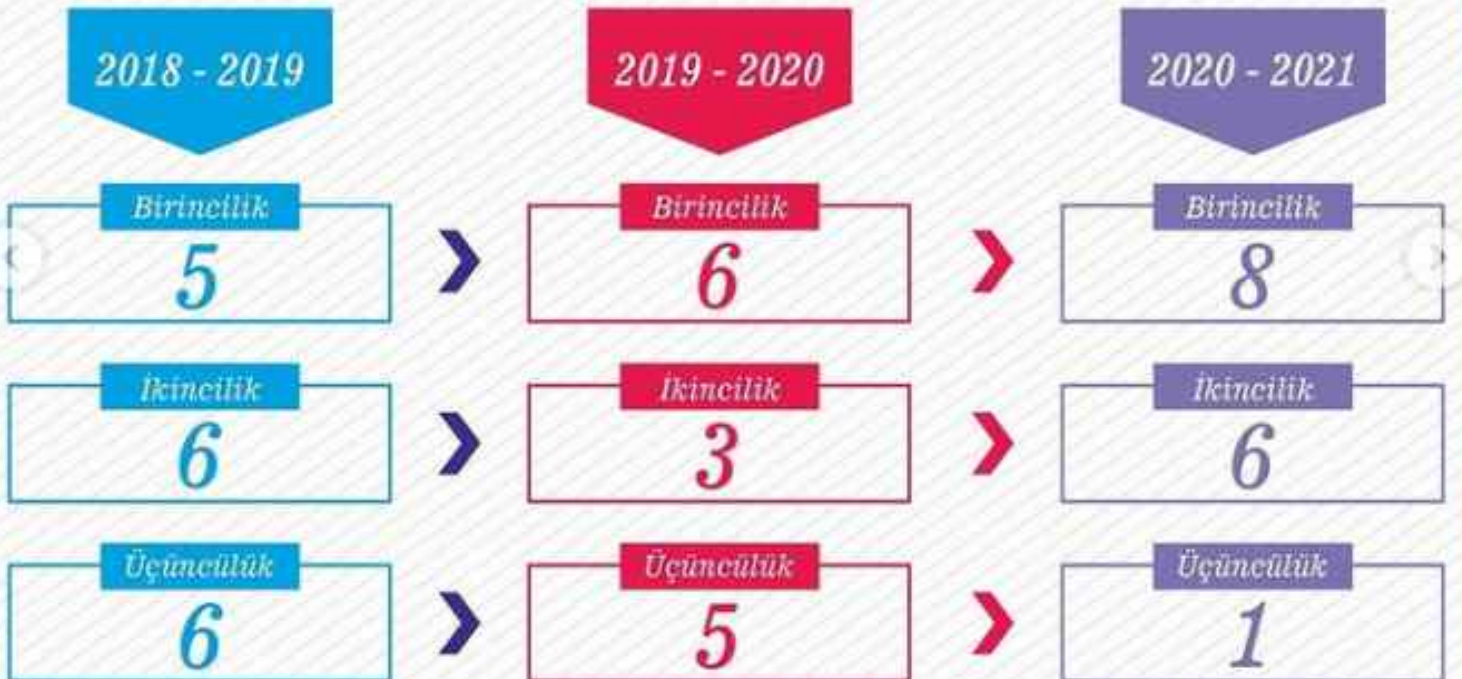 2018 - 2019
2019 - 2020
2020 - 2021
Birincilik
5
Birincilik
6
Birincilik
8
İkincilik
6
İkincilik
3
İkincilik
6
Üçüncülük
6
Üçüncülük
5
Üçüncülük
1